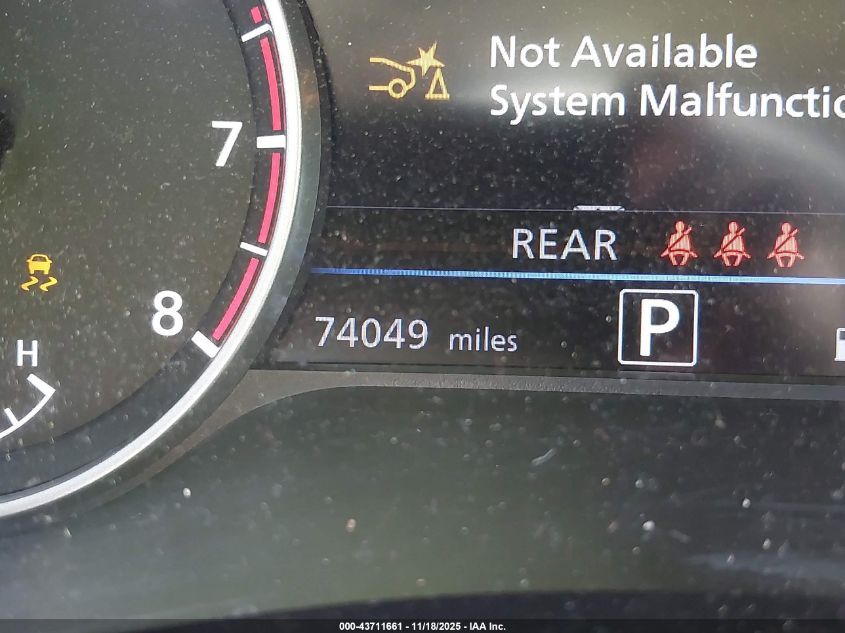 Not Available
System Malfunctio
7
REAR
8
74049 miles
P
H
000-43711661 - 11/18/2025 - IAA Inc.